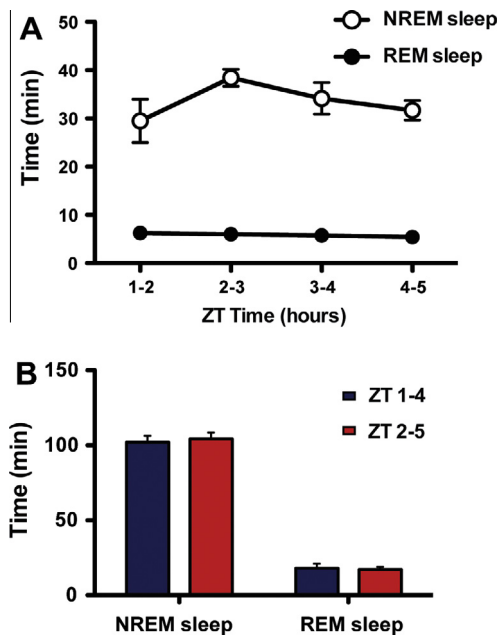 A
NREM sleep
REM sleep
Time (min)
50
40
30
20
10
0
1-2 2-3 3-4 4-5
ZT Time (hours)
B
ZT 1-4
ZT 2-5
Time (min)
150
100
50
0
NREM sleep REM sleep